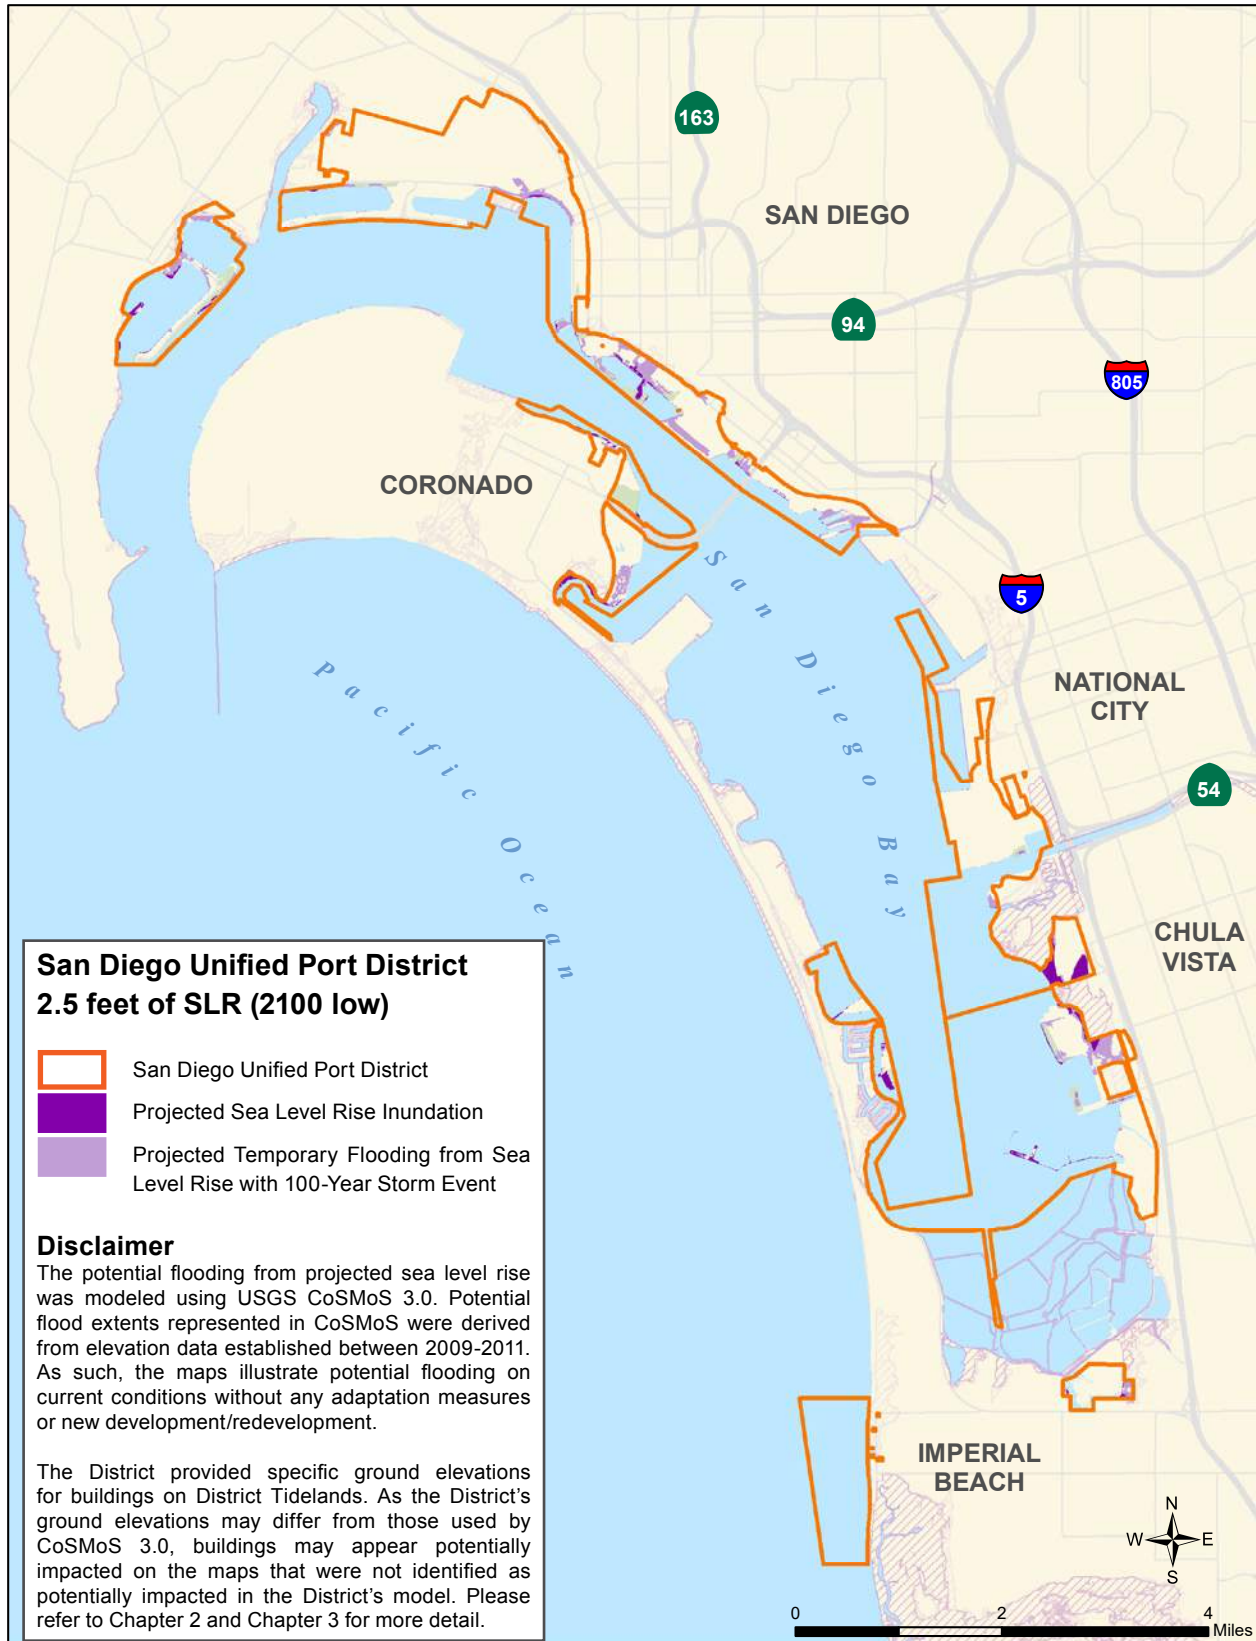 163
SAN DIEGO
94
805
CORONADO
San Diego Bay
5
Pacific Ocean
NATIONAL
CITY
54
CHULA
VISTA
San Diego Unified Port District
2.5 feet of SLR (2100 low)
San Diego Unified Port District
Projected Sea Level Rise Inundation
Projected Temporary Flooding from Sea
Level Rise with 100-Year Storm Event
Disclaimer
The potential flooding from projected sea level rise
was modeled using USGS CoSMoS 3.0. Potential
flood extents represented in CoSMoS were derived
from elevation data established between 2009-2011.
As such, the maps illustrate potential flooding on
current conditions without any adaptation measures
or new development/redevelopment.
The District provided specific ground elevations
for buildings on District Tidelands. As the District's
ground elevations may differ from those used by
CoSMoS 3.0, buildings may appear potentially
impacted on the maps that were not identified as
potentially impacted in the District's model. Please
refer to Chapter 2 and Chapter 3 for more detail.
IMPERIAL
BEACH
N
W E
S
0 2 4
Miles